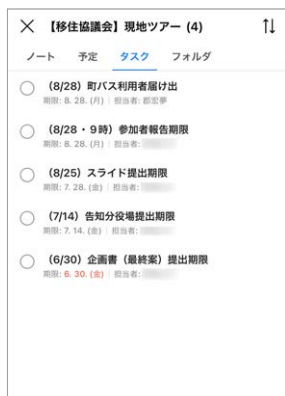 【移住協議会】現地ツアー (4)
ノート 予定 タスク フォルダ
(8/28) 町バス利用者届け出
期限: 8. 28. (月) | 担当者: 郡宏夢
(8/28・9時) 参加者報告期限
期限: 8. 28. (月) | 担当者:
(8/25) スライド提出期限
期限: 7. 28. (金) | 担当者:
(7/14) 告知分役場提出期限
期限: 7. 14. (金) | 担当者:
(6/30) 企画書（最終案）提出期限
期限: 6. 30. (金) | 担当者: